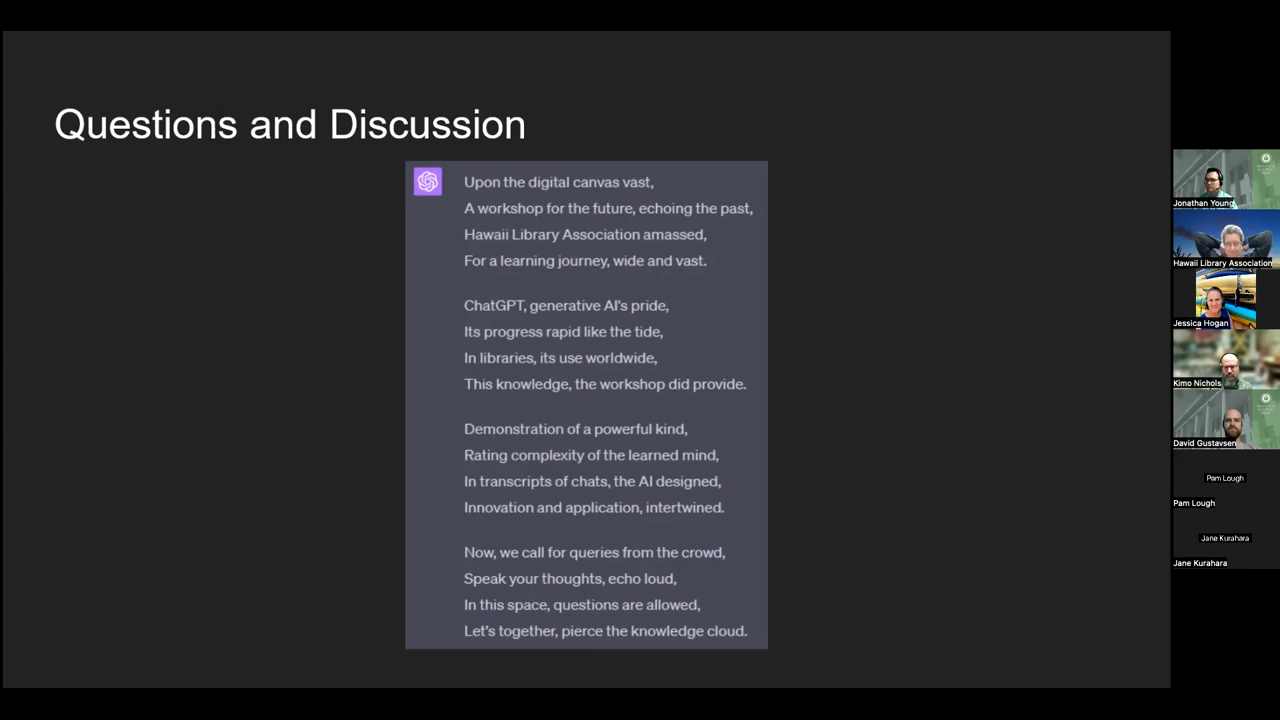 Questions and Discussion
Upon the digital canvas vast,
A workshop for the future, echoing the past,
Hawaii Library Association amassed,
For a learning journey, wide and vast.
ChatGPT, generative AI's pride,
Its progress rapid like the tide,
In libraries, its use worldwide,
This knowledge, the workshop did provide.
Demonstration of a powerful kind,
Rating complexity of the learned mind,
In transcripts of chats, the AI designed,
Innovation and application, intertwined.
Now, we call for queries from the crowd,
Speak your thoughts, echo loud,
In this space, questions are allowed,
Let's together, pierce the knowledge cloud.
Jonathan Young
Hawaii Library Association
Jessica Hogan
Kimo Nichols
David Gustavsen
Pam Lough
Pam Lough
Jane Kurahara
Jane Kurahara